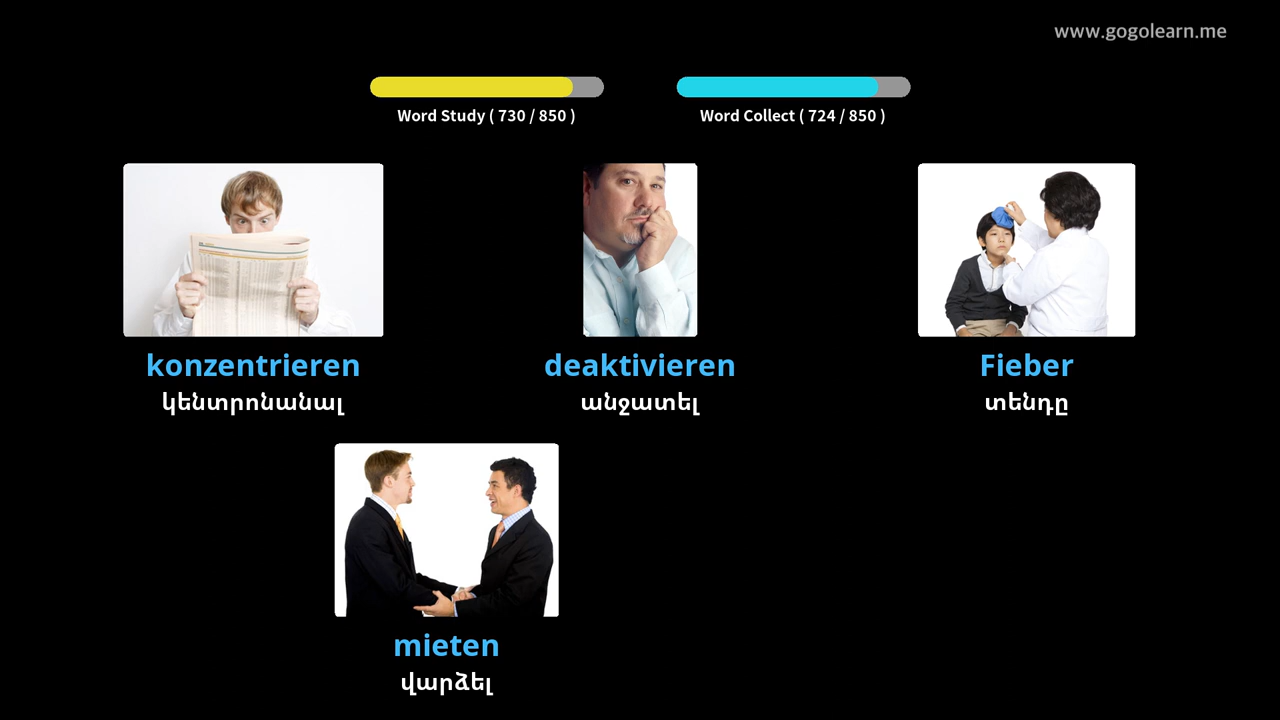 www.gogolearn.me
Word Study ( 730 / 850 )
Word Collect ( 724 / 850 )
konzentrieren
կենտրոնանալ
deaktivieren
անջատել
Fieber
տենդը
mieten
վարձել